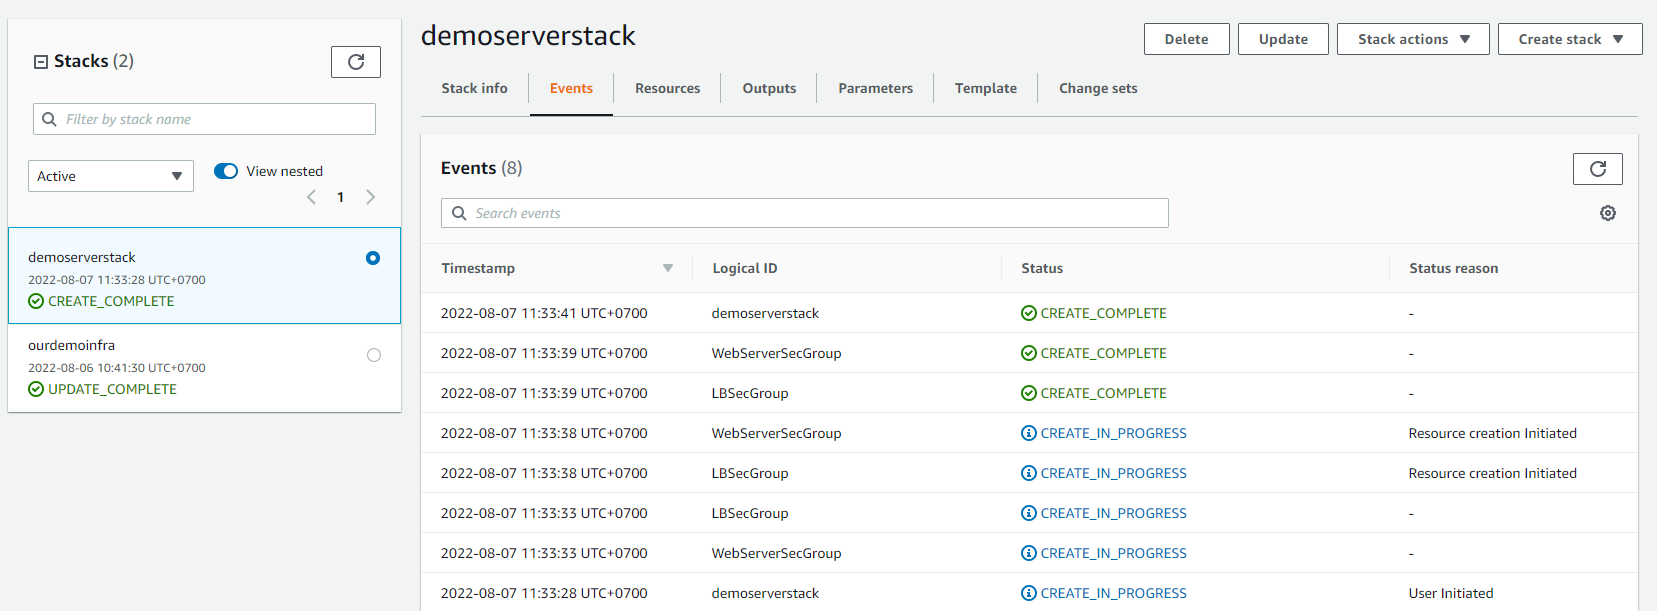 Stacks (2)
Filter by stack name
Active
View nested
1
demoserverstack
2022-08-07 11:33:28 UTC+0700
CREATE_COMPLETE
ourdemoinfra
2022-08-06 10:41:30 UTC+0700
UPDATE_COMPLETE
demoserverstack
Delete Update Stack actions Create stack
Stack info Events Resources Outputs Parameters Template Change sets
Events (8)
Search events
Timestamp Logical ID Status Status reason
2022-08-07 11:33:41 UTC+0700 demoserverstack CREATE_COMPLETE -
2022-08-07 11:33:39 UTC+0700 WebServerSecGroup CREATE_COMPLETE -
2022-08-07 11:33:39 UTC+0700 LBSecGroup CREATE_COMPLETE -
2022-08-07 11:33:38 UTC+0700 WebServerSecGroup CREATE_IN_PROGRESS Resource creation Initiated
2022-08-07 11:33:38 UTC+0700 LBSecGroup CREATE_IN_PROGRESS Resource creation Initiated
2022-08-07 11:33:33 UTC+0700 LBSecGroup CREATE_IN_PROGRESS -
2022-08-07 11:33:33 UTC+0700 WebServerSecGroup CREATE_IN_PROGRESS -
2022-08-07 11:33:28 UTC+0700 demoserverstack CREATE_IN_PROGRESS User Initiated